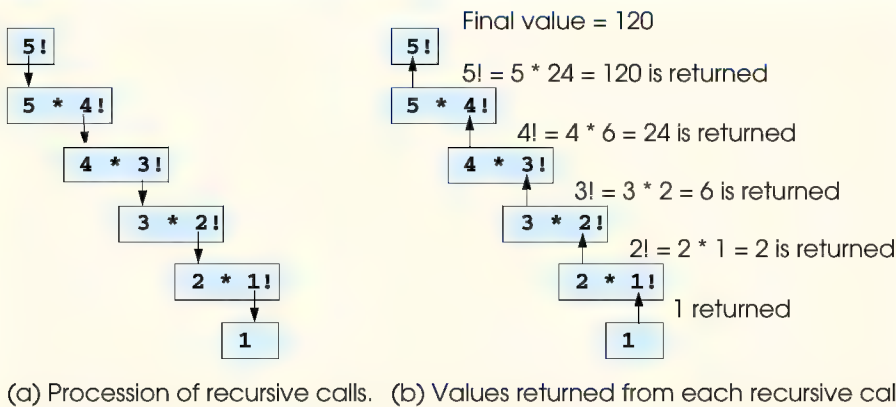 5!
5 * 4!
4 * 3!
3 * 2!
2 * 1!
1
(a) Procession of recursive calls.
Final value = 120
5!
5! = 5 * 24 = 120 is returned
5 * 4!
4! = 4 * 6 = 24 is returned
4 * 3!
3! = 3 * 2 = 6 is returned
3 * 2!
2! = 2 * 1 = 2 is returned
2 * 1!
1 returned
1
(b) Values returned from each recursive cal